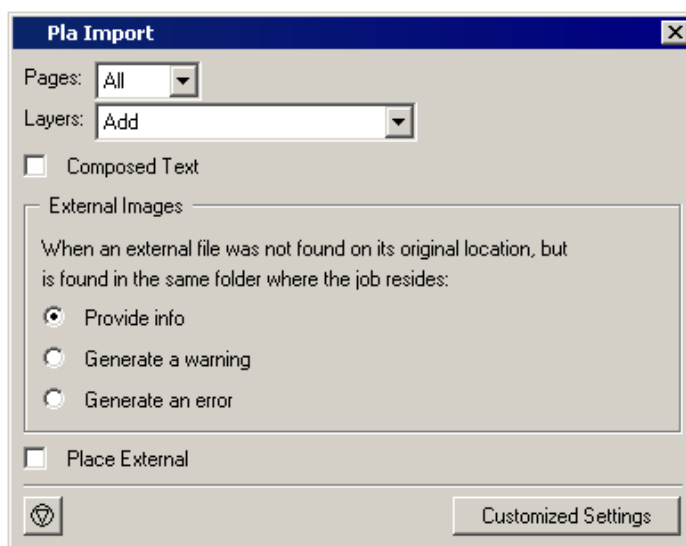 Pla Import
Pages: All
Layers: Add
Composed Text
External Images
When an external file was not found on its original location, but
is found in the same folder where the job resides:
Provide info
Generate a warning
Generate an error
Place External
Customized Settings